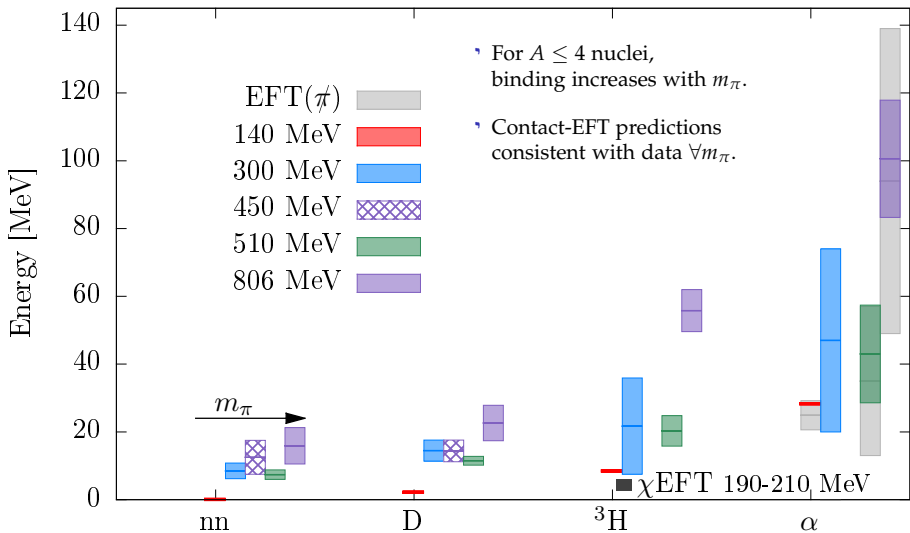 140
120
100
80
60
40
20
0
Energy [MeV]
EFT(π̸)
140 MeV
300 MeV
450 MeV
510 MeV
806 MeV
For A ≤ 4 nuclei,
binding increases with mπ.
Contact-EFT predictions
consistent with data ∀mπ.
mπ
χEFT 190-210 MeV
nn
D
³H
α